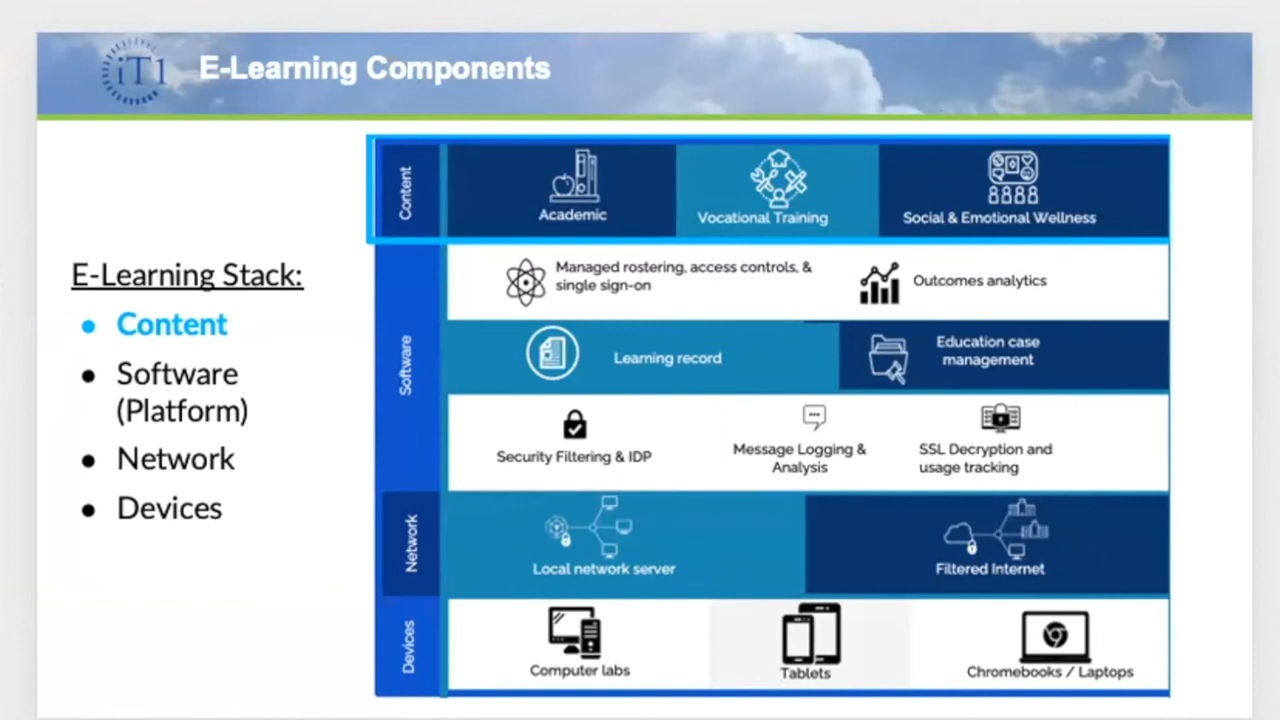 iT1
E-Learning Components
E-Learning Stack:
● Content
● Software
(Platform)
● Network
● Devices
Content
Academic
Vocational Training
Social & Emotional Wellness
Software
Managed rostering, access controls, &
single sign-on
Outcomes analytics
Learning record
Education case
management
Security Filtering & IDP
Message Logging &
Analysis
SSL Decryption and
usage tracking
Network
Local network server
Filtered Internet
Devices
Computer labs
Tablets
Chromebooks / Laptops